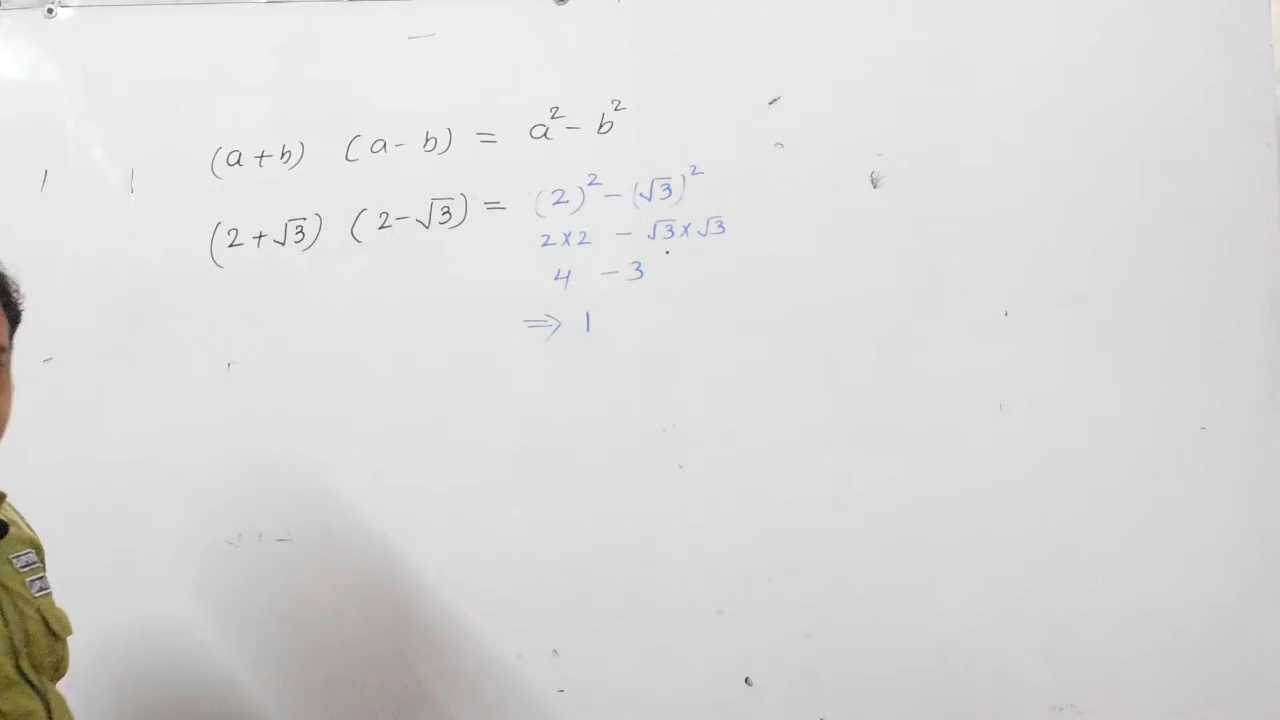 (a+b) (a-b) = a² - b²
(2+√3) (2-√3) = (2)² - (√3)²
2×2 - √3×√3
4 - 3
⇒ 1